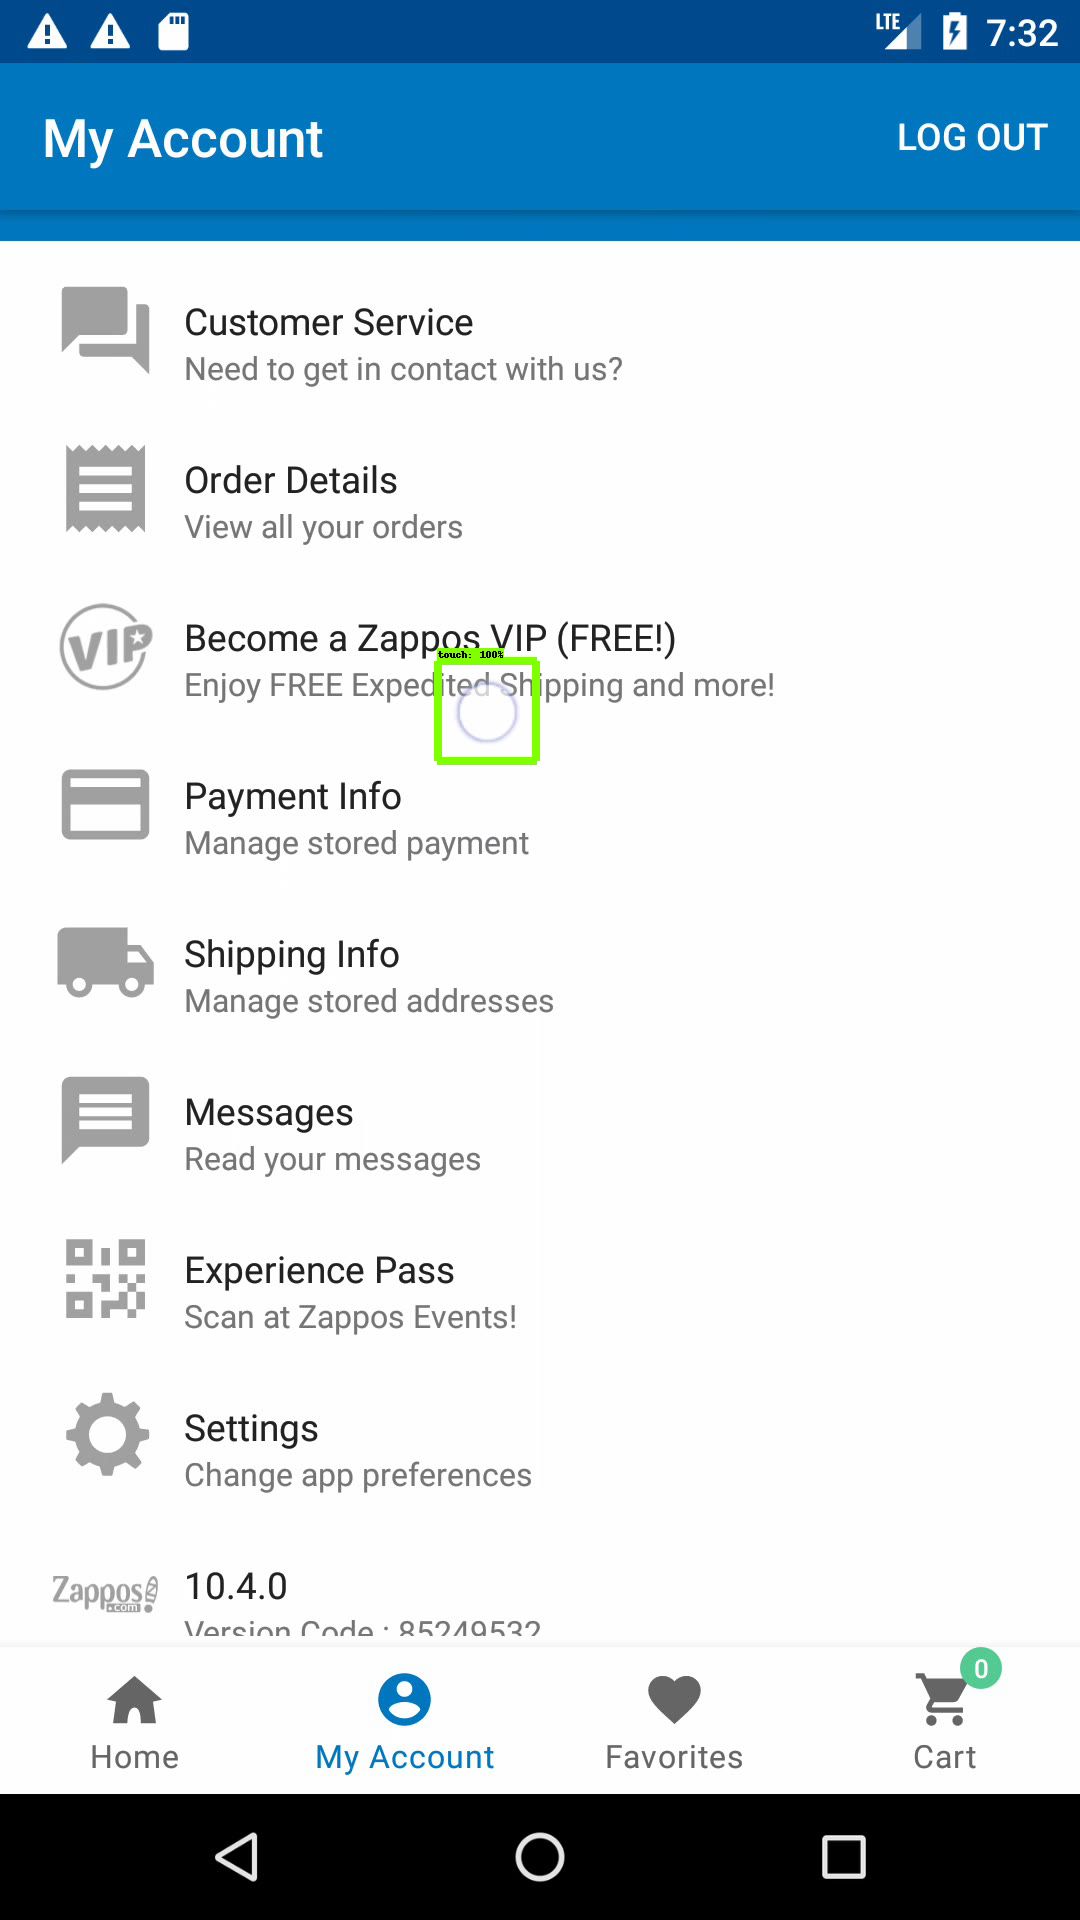 LTE 7:32
My Account LOG OUT
Customer Service
Need to get in contact with us?
Order Details
View all your orders
VIP Become a Zappos VIP (FREE!)
touch: 100%
Enjoy FREE Expedited Shipping and more!
Payment Info
Manage stored payment
Shipping Info
Manage stored addresses
Messages
Read your messages
Experience Pass
Scan at Zappos Events!
Settings
Change app preferences
Zappos .com 10.4.0
Version Code : 85249532
0
Home My Account Favorites Cart